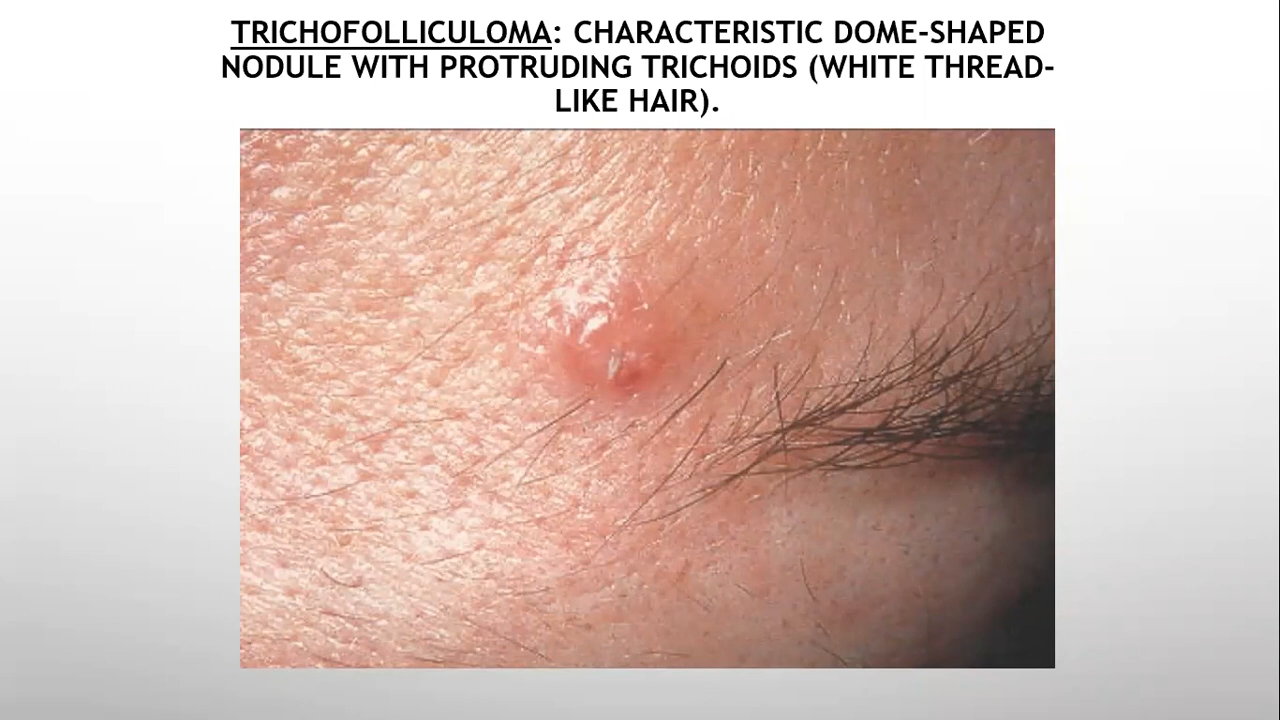 TRICHOFOLLICULOMA: CHARACTERISTIC DOME-SHAPED
NODULE WITH PROTRUDING TRICHOIDS (WHITE THREAD-
LIKE HAIR).